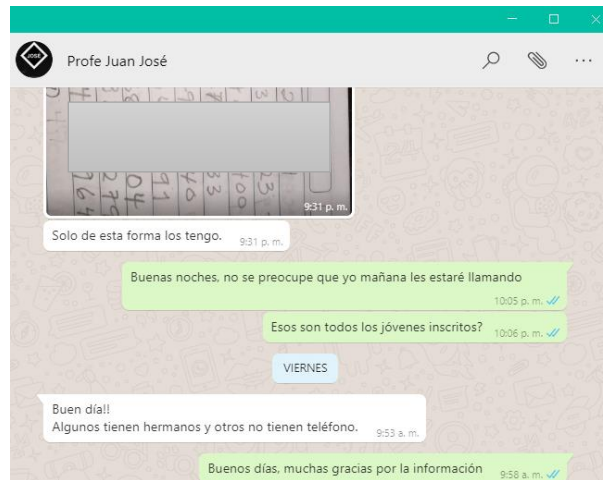 JOSÉ
Profe Juan José
9:31 p. m.
Solo de esta forma los tengo.
9:31 p. m.
Buenas noches, no se preocupe que yo mañana les estaré llamando
10:05 p. m.
Esos son todos los jóvenes inscritos?
10:06 p. m.
VIERNES
Buen día!!
Algunos tienen hermanos y otros no tienen teléfono.
9:53 a. m.
Buenos días, muchas gracias por la información
9:58 a. m.